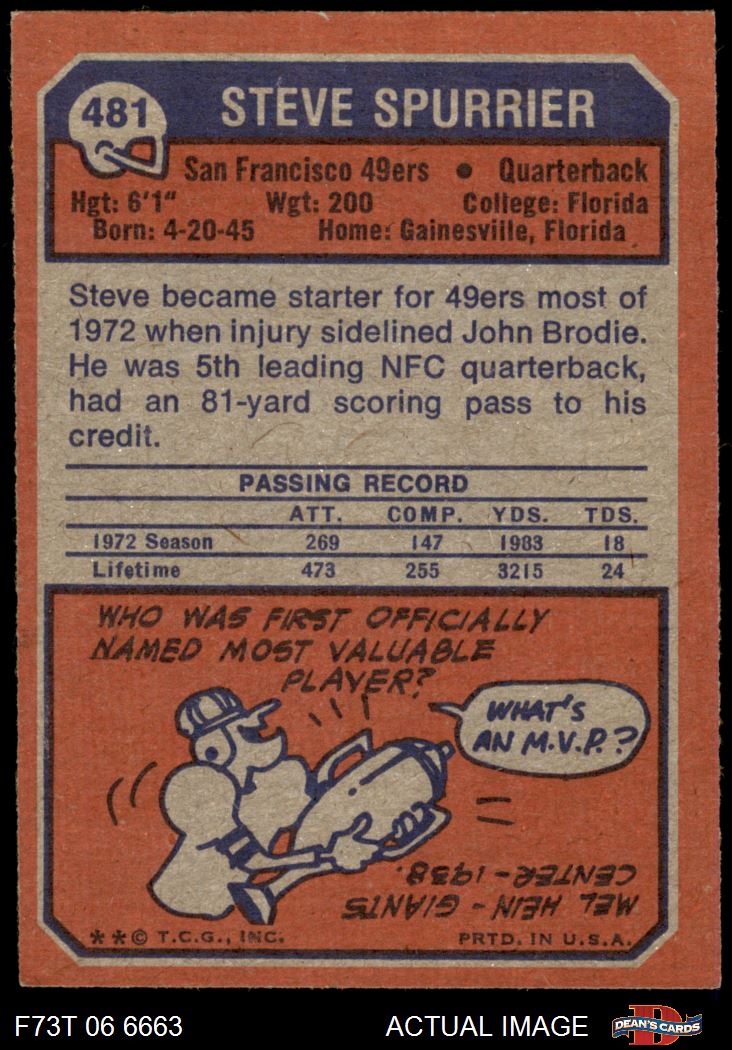 481
STEVE SPURRIER
San Francisco 49ers • Quarterback
Hgt: 6'1" Wgt: 200 College: Florida
Born: 4-20-45 Home: Gainesville, Florida
Steve became starter for 49ers most of
1972 when injury sidelined John Brodie.
He was 5th leading NFC quarterback,
had an 81-yard scoring pass to his
credit.
PASSING RECORD
ATT. COMP. YDS. TDS.
1972 Season 269 147 1983 18
Lifetime 473 255 3215 24
WHO WAS FIRST OFFICIALLY
NAMED MOST VALUABLE
PLAYER?
WHAT'S
AN M.V.P.?
MEL HEIN - GIANTS
CENTER - 1938.
**© T.C.G., INC. PRTD. IN U.S.A.
F73T 06 6663 ACTUAL IMAGE
D
DEAN'S CARDS